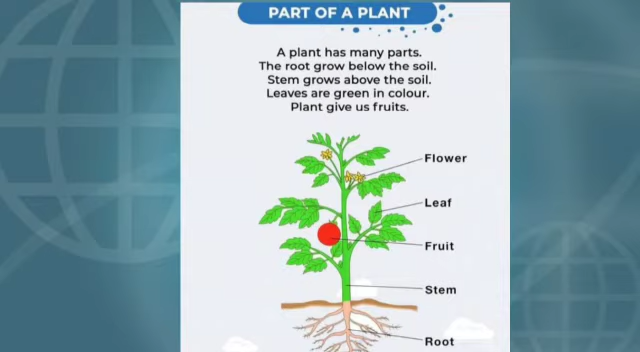 PART OF A PLANT
A plant has many parts.
The root grow below the soil.
Stem grows above the soil.
Leaves are green in colour.
Plant give us fruits.
Flower
Leaf
Fruit
Stem
Root